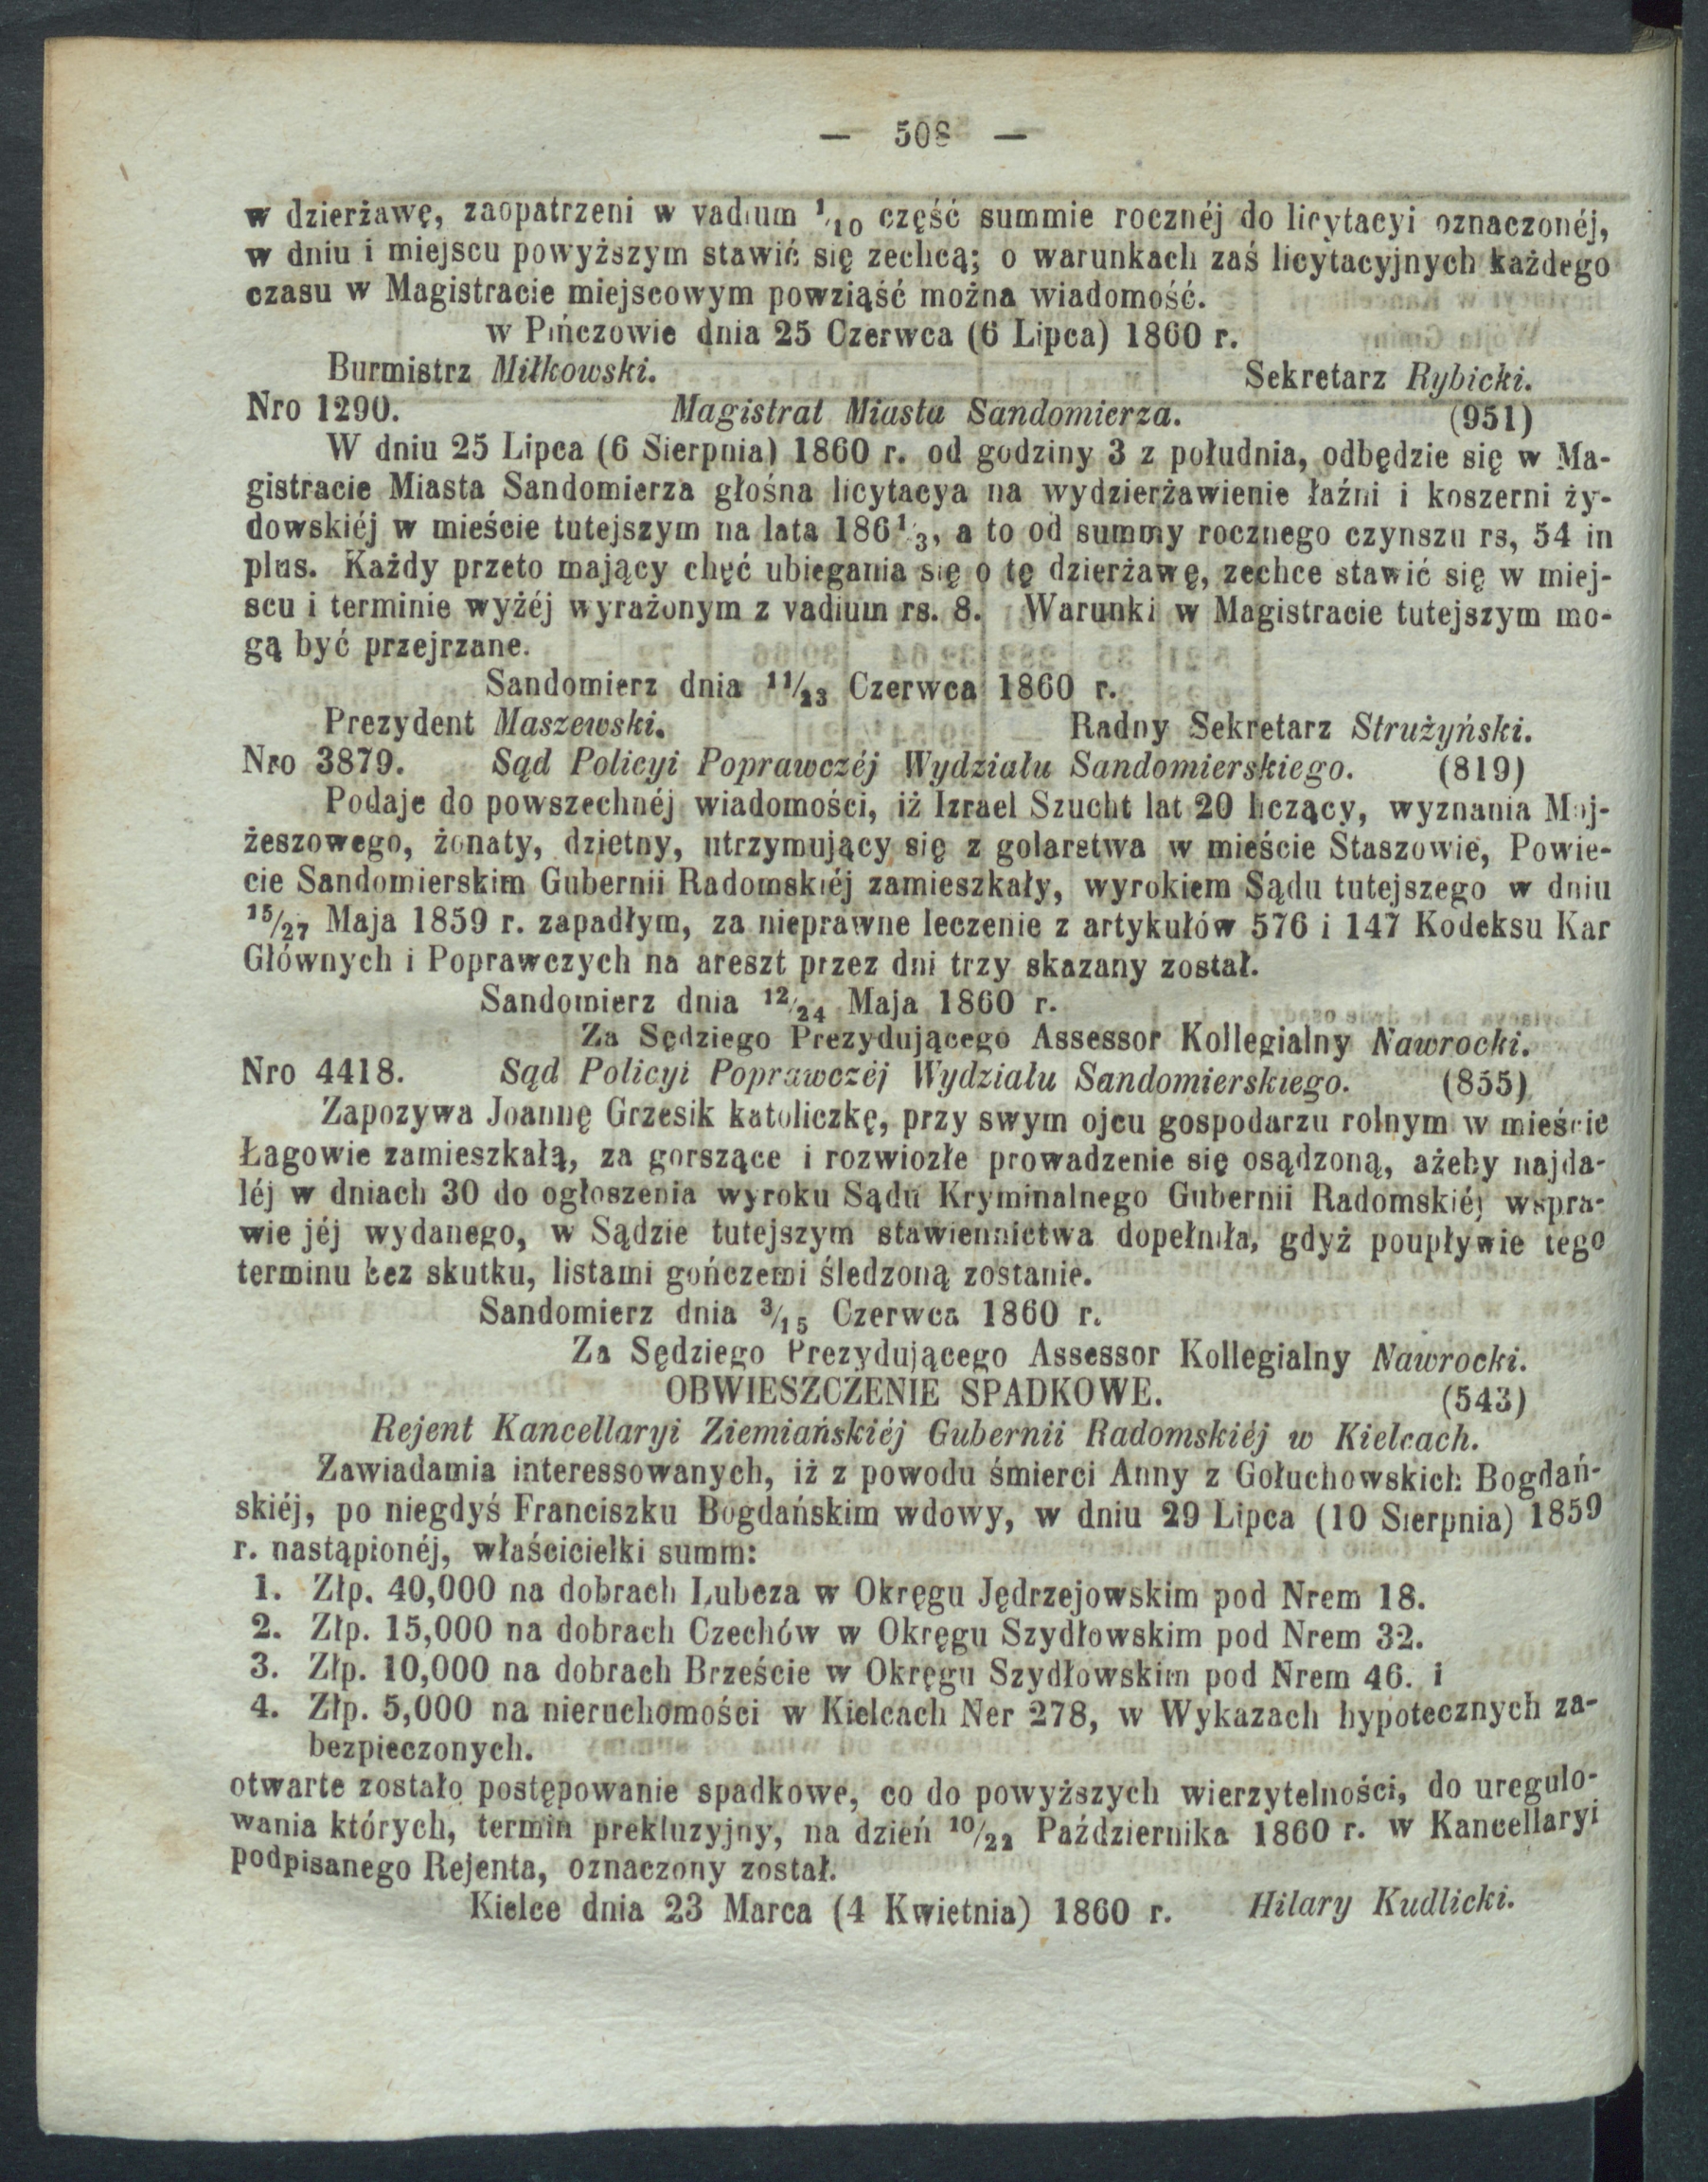 — 508 —
w dzierżawę, zaopatrzeni w vadium 1/10 część summie rocznéj do licytacyi oznaczonéj,
w dniu i miejscu powyższym stawić się zechcą; o warunkach zaś licytacyjnych każdego
czasu w Magistracie miejscowym powziąść można wiadomość.
w Pińczowie dnia 25 Czerwca (6 Lipca) 1860 r.
Burmistrz Miłkowski. Sekretarz Rybicki.
Nro 1290. Magistrat Miasta Sandomierza. (951)
W dniu 25 Lipca (6 Sierpnia) 1860 r. od godziny 3 z południa, odbędzie się w Ma-
gistracie Miasta Sandomierza głośna licytacya na wydzierżawienie łaźni i koszerni ży-
dowskiéj w mieście tutejszym na lata 1861/3, a to od summy rocznego czynszu rs, 54 in
plus. Każdy przeto mający chęć ubiegania się o tę dzierżawę, zechce stawić się w miej-
scu i terminie wyżéj wyrażonym z vadium rs. 8. Warunki w Magistracie tutejszym mo-
gą być przejrzane.
Sandomierz dnia 11/23 Czerwca 1860 r.
Prezydent Maszewski. Radny Sekretarz Strużyński.
Nro 3879. Sąd Policyi Poprawczéj Wydziału Sandomierskiego. (819)
Podaje do powszechnéj wiadomości, iż Izrael Szucht lat 20 liczący, wyznania Moj-
żeszowego, żonaty, dzietny, utrzymujący się z golarstwa w mieście Staszowie, Powie-
cie Sandomierskim Gubernii Radomskiéj zamieszkały, wyrokiem Sądu tutejszego w dniu
15/27 Maja 1859 r. zapadłym, za nieprawne leczenie z artykułów 576 i 147 Kodeksu Kar
Głównych i Poprawczych na areszt przez dni trzy skazany został.
Sandomierz dnia 12/24 Maja 1860 r.
Za Sędziego Prezydującego Assessor Kollegialny Nawrocki.
Nro 4418. Sąd Policyi Poprawczéj Wydziału Sandomierskiego. (855)
Zapozywa Joannę Grzesik katoliczkę, przy swym ojcu gospodarzu rolnym w mieście
Łagowie zamieszkałą, za gorszące i rozwiozłe prowadzenie się osądzoną, ażeby najda-
léj w dniach 30 do ogłoszenia wyroku Sądu Kryminalnego Gubernii Radomskiéj wspra-
wie jéj wydanego, w Sądzie tutejszym stawiennictwa dopełniła, gdyż poupływie tego
terminu bez skutku, listami gończemi śledzoną zostanie.
Sandomierz dnia 3/15 Czerwca 1860 r.
Za Sędziego Prezydującego Assessor Kollegialny Nawrocki.
OBWIESZCZENIE SPADKOWE. (543)
Rejent Kancellaryi Ziemiańskiéj Gubernii Radomskiéj w Kielcach.
Zawiadamia interessowanych, iż z powodu śmierci Anny z Gołuchowskich Bogdań-
skiéj, po niegdyś Franciszku Bogdańskim wdowy, w dniu 29 Lipca (10 Sierpnia) 1859
r. nastąpionéj, właścicielki summ:
1. Złp. 40,000 na dobrach Lubcza w Okręgu Jędrzejowskim pod Nrem 18.
2. Złp. 15,000 na dobrach Czechów w Okręgu Szydłowskim pod Nrem 32.
3. Złp. 10,000 na dobrach Brzeście w Okręgu Szydłowskim pod Nrem 46. i
4. Złp. 5,000 na nieruchomości w Kielcach Ner 278, w Wykazach hypotecznych za-
bezpieczonych.
otwarte zostało postępowanie spadkowe, co do powyższych wierzytelności, do uregulo-
wania których, termin prekluzyjny, na dzień 10/22 Października 1860 r. w Kancellaryi
podpisanego Rejenta, oznaczony został.
Kielce dnia 23 Marca (4 Kwietnia) 1860 r. Hilary Kudlicki.